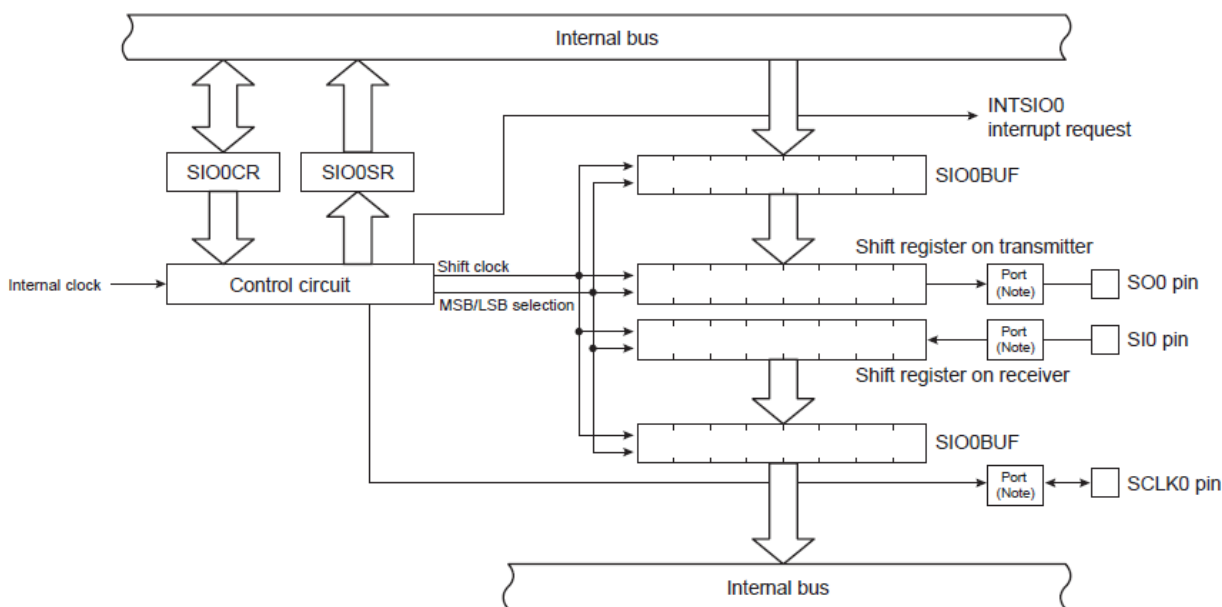 Internal bus
INTSIO0
interrupt request
SIO0CR
SIO0SR
SIO0BUF
Shift register on transmitter
Internal clock
Control circuit
Shift clock
MSB/LSB selection
Port
(Note)
SO0 pin
Port
(Note)
SI0 pin
Shift register on receiver
SIO0BUF
Port
(Note)
SCLK0 pin
Internal bus